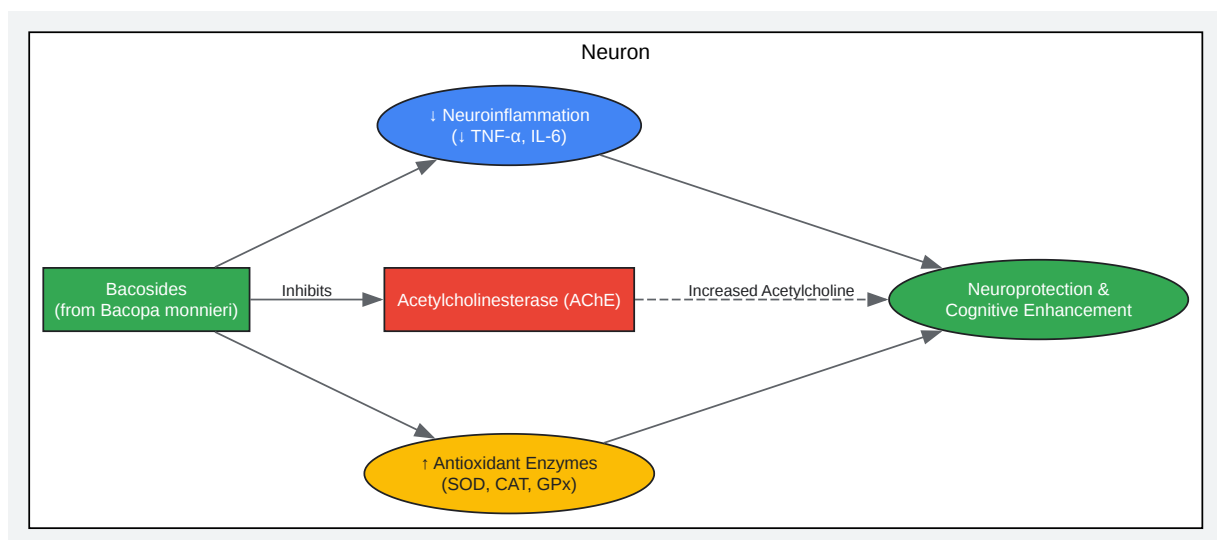 Neuron
↓ Neuroinflammation
(↓ TNF-α, IL-6)
Bacosides
(from Bacopa monnieri)
Inhibits
Acetylcholinesterase (AChE)
Increased Acetylcholine
Neuroprotection &
Cognitive Enhancement
↑ Antioxidant Enzymes
(SOD, CAT, GPx)